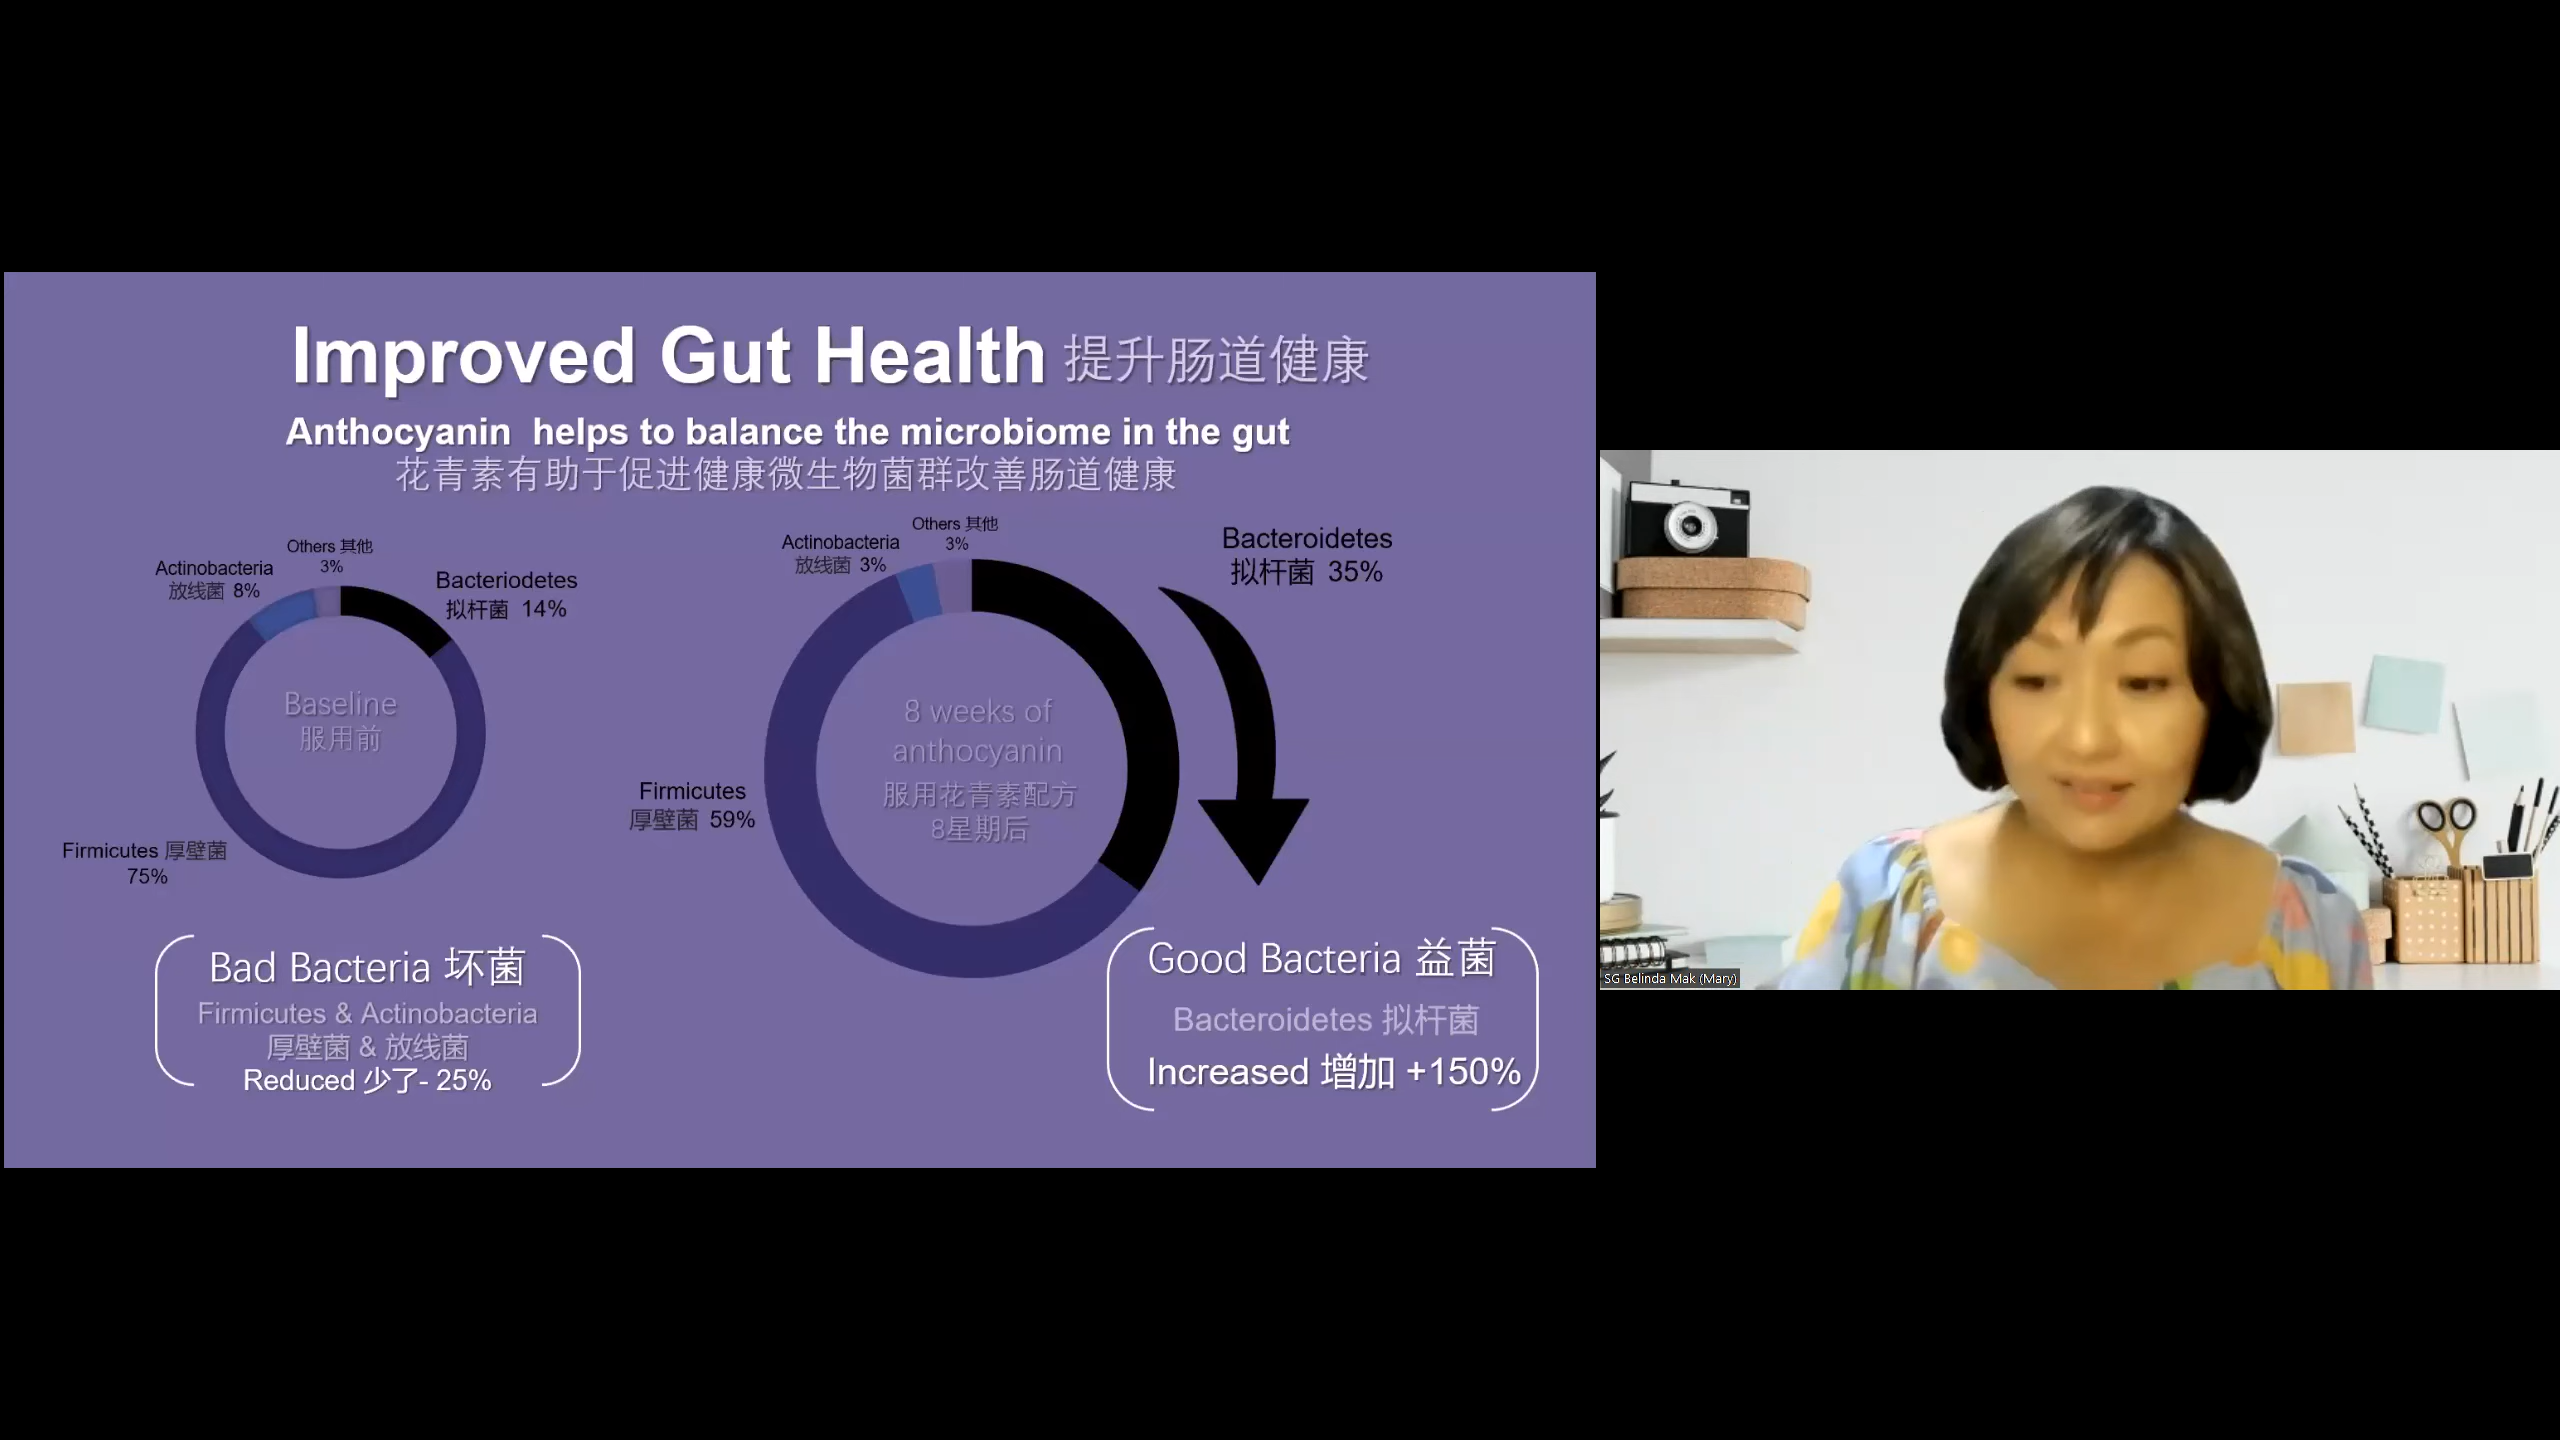 Improved Gut Health 提升肠道健康
Anthocyanin helps to balance the microbiome in the gut
花青素有助于促进健康微生物菌群改善肠道健康
Others 其他
3%
Actinobacteria
放线菌 8%
Bacteriodetes
拟杆菌 14%
Baseline
服用前
Firmicutes 厚壁菌
75%
Others 其他
3%
Actinobacteria
放线菌 3%
Bacteroidetes
拟杆菌 35%
8 weeks of
anthocyanin
服用花青素配方
8星期后
Firmicutes
厚壁菌 59%
Bad Bacteria 坏菌
Firmicutes & Actinobacteria
厚壁菌 & 放线菌
Reduced 少了- 25%
Good Bacteria 益菌
Bacteroidetes 拟杆菌
Increased 增加 +150%
SG Belinda Mak (Mary)